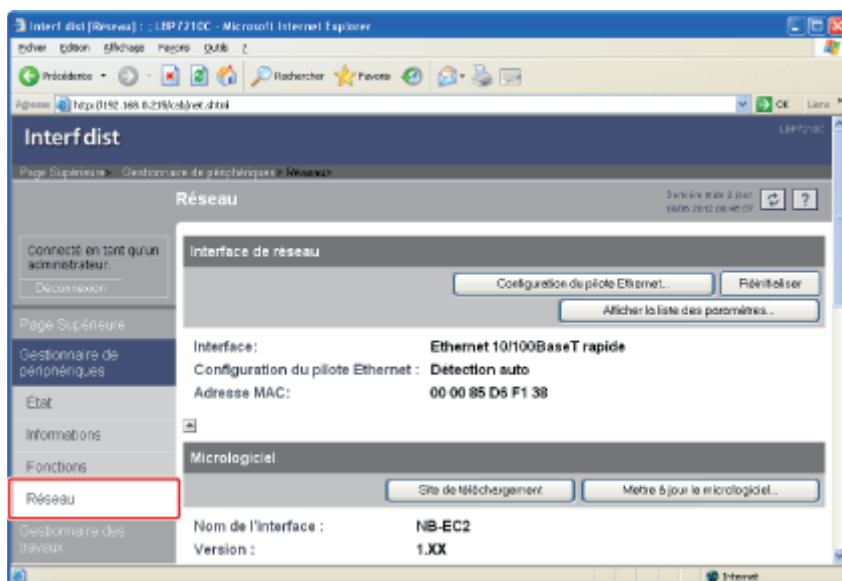 Interf dist [Réseau] : ; LBP7210C - Microsoft Internet Explorer
Fichier Edition Affichage Favoris Outils ?
Précédente Rechercher Favoris
Adresse OK Liens
Interf dist
LBP7210C
Page Supérieure > Gestionnaire de périphériques > Réseau >
Réseau
Dernière mise à jour
?
Connecté en tant qu'un
administrateur.
Déconnexion
Page Supérieure
Gestionnaire de
périphériques
État
Informations
Fonctions
Réseau
Gestionnaire des
travaux
Interface de réseau
Configuration du pilote Ethernet... Réinitialiser
Afficher la liste des paramètres...
Interface: Ethernet 10/100BaseT rapide
Configuration du pilote Ethernet : Détection auto
Adresse MAC: 00 00 85 D6 F1 38
Micrologiciel
Site de téléchargement Mettre à jour le micrologiciel...
Nom de l'interface : NB-EC2
Version : 1.XX
Internet